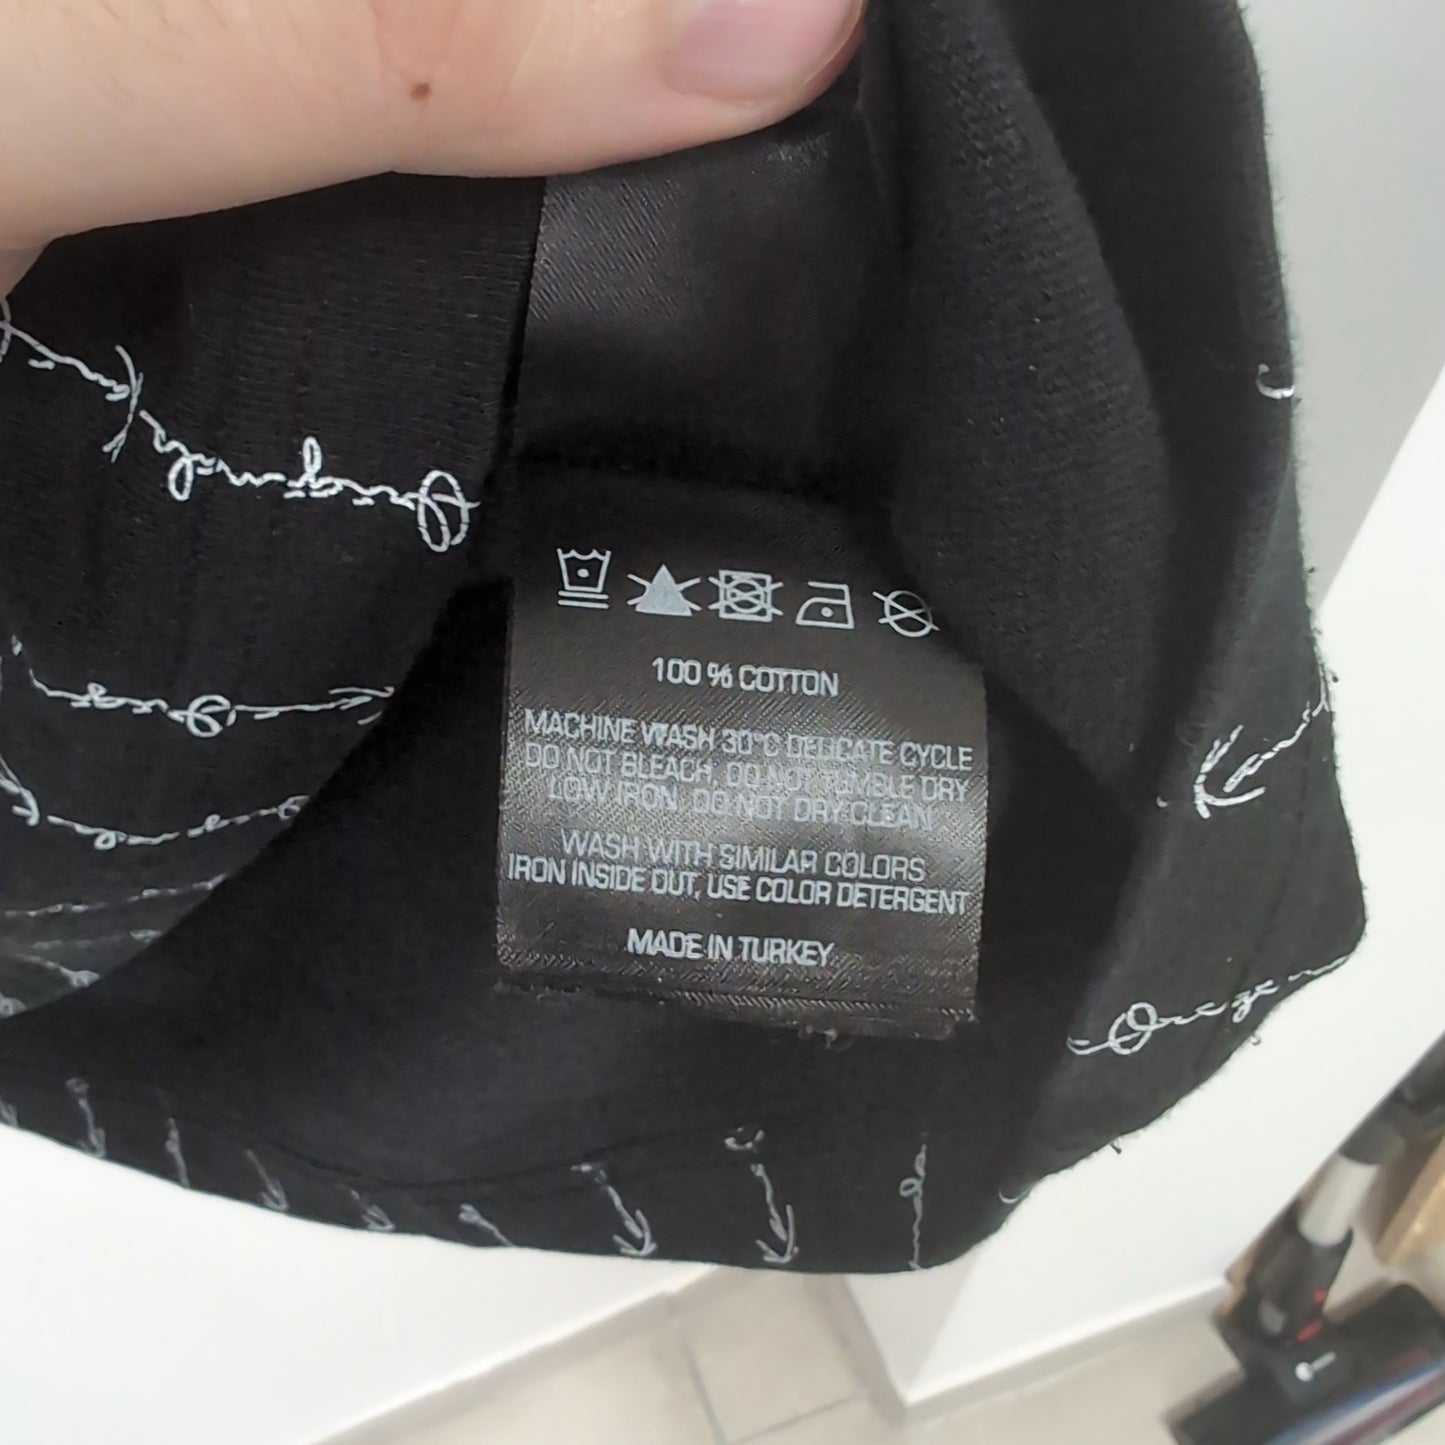 100 % COTTON
MACHINE WASH 30°C DELICATE CYCLE
DO NOT BLEACH, DO NOT TUMBLE DRY
LOW IRON, DO NOT DRY CLEAN
WASH WITH SIMILAR COLORS
IRON INSIDE OUT, USE COLOR DETERGENT
MADE IN TURKEY